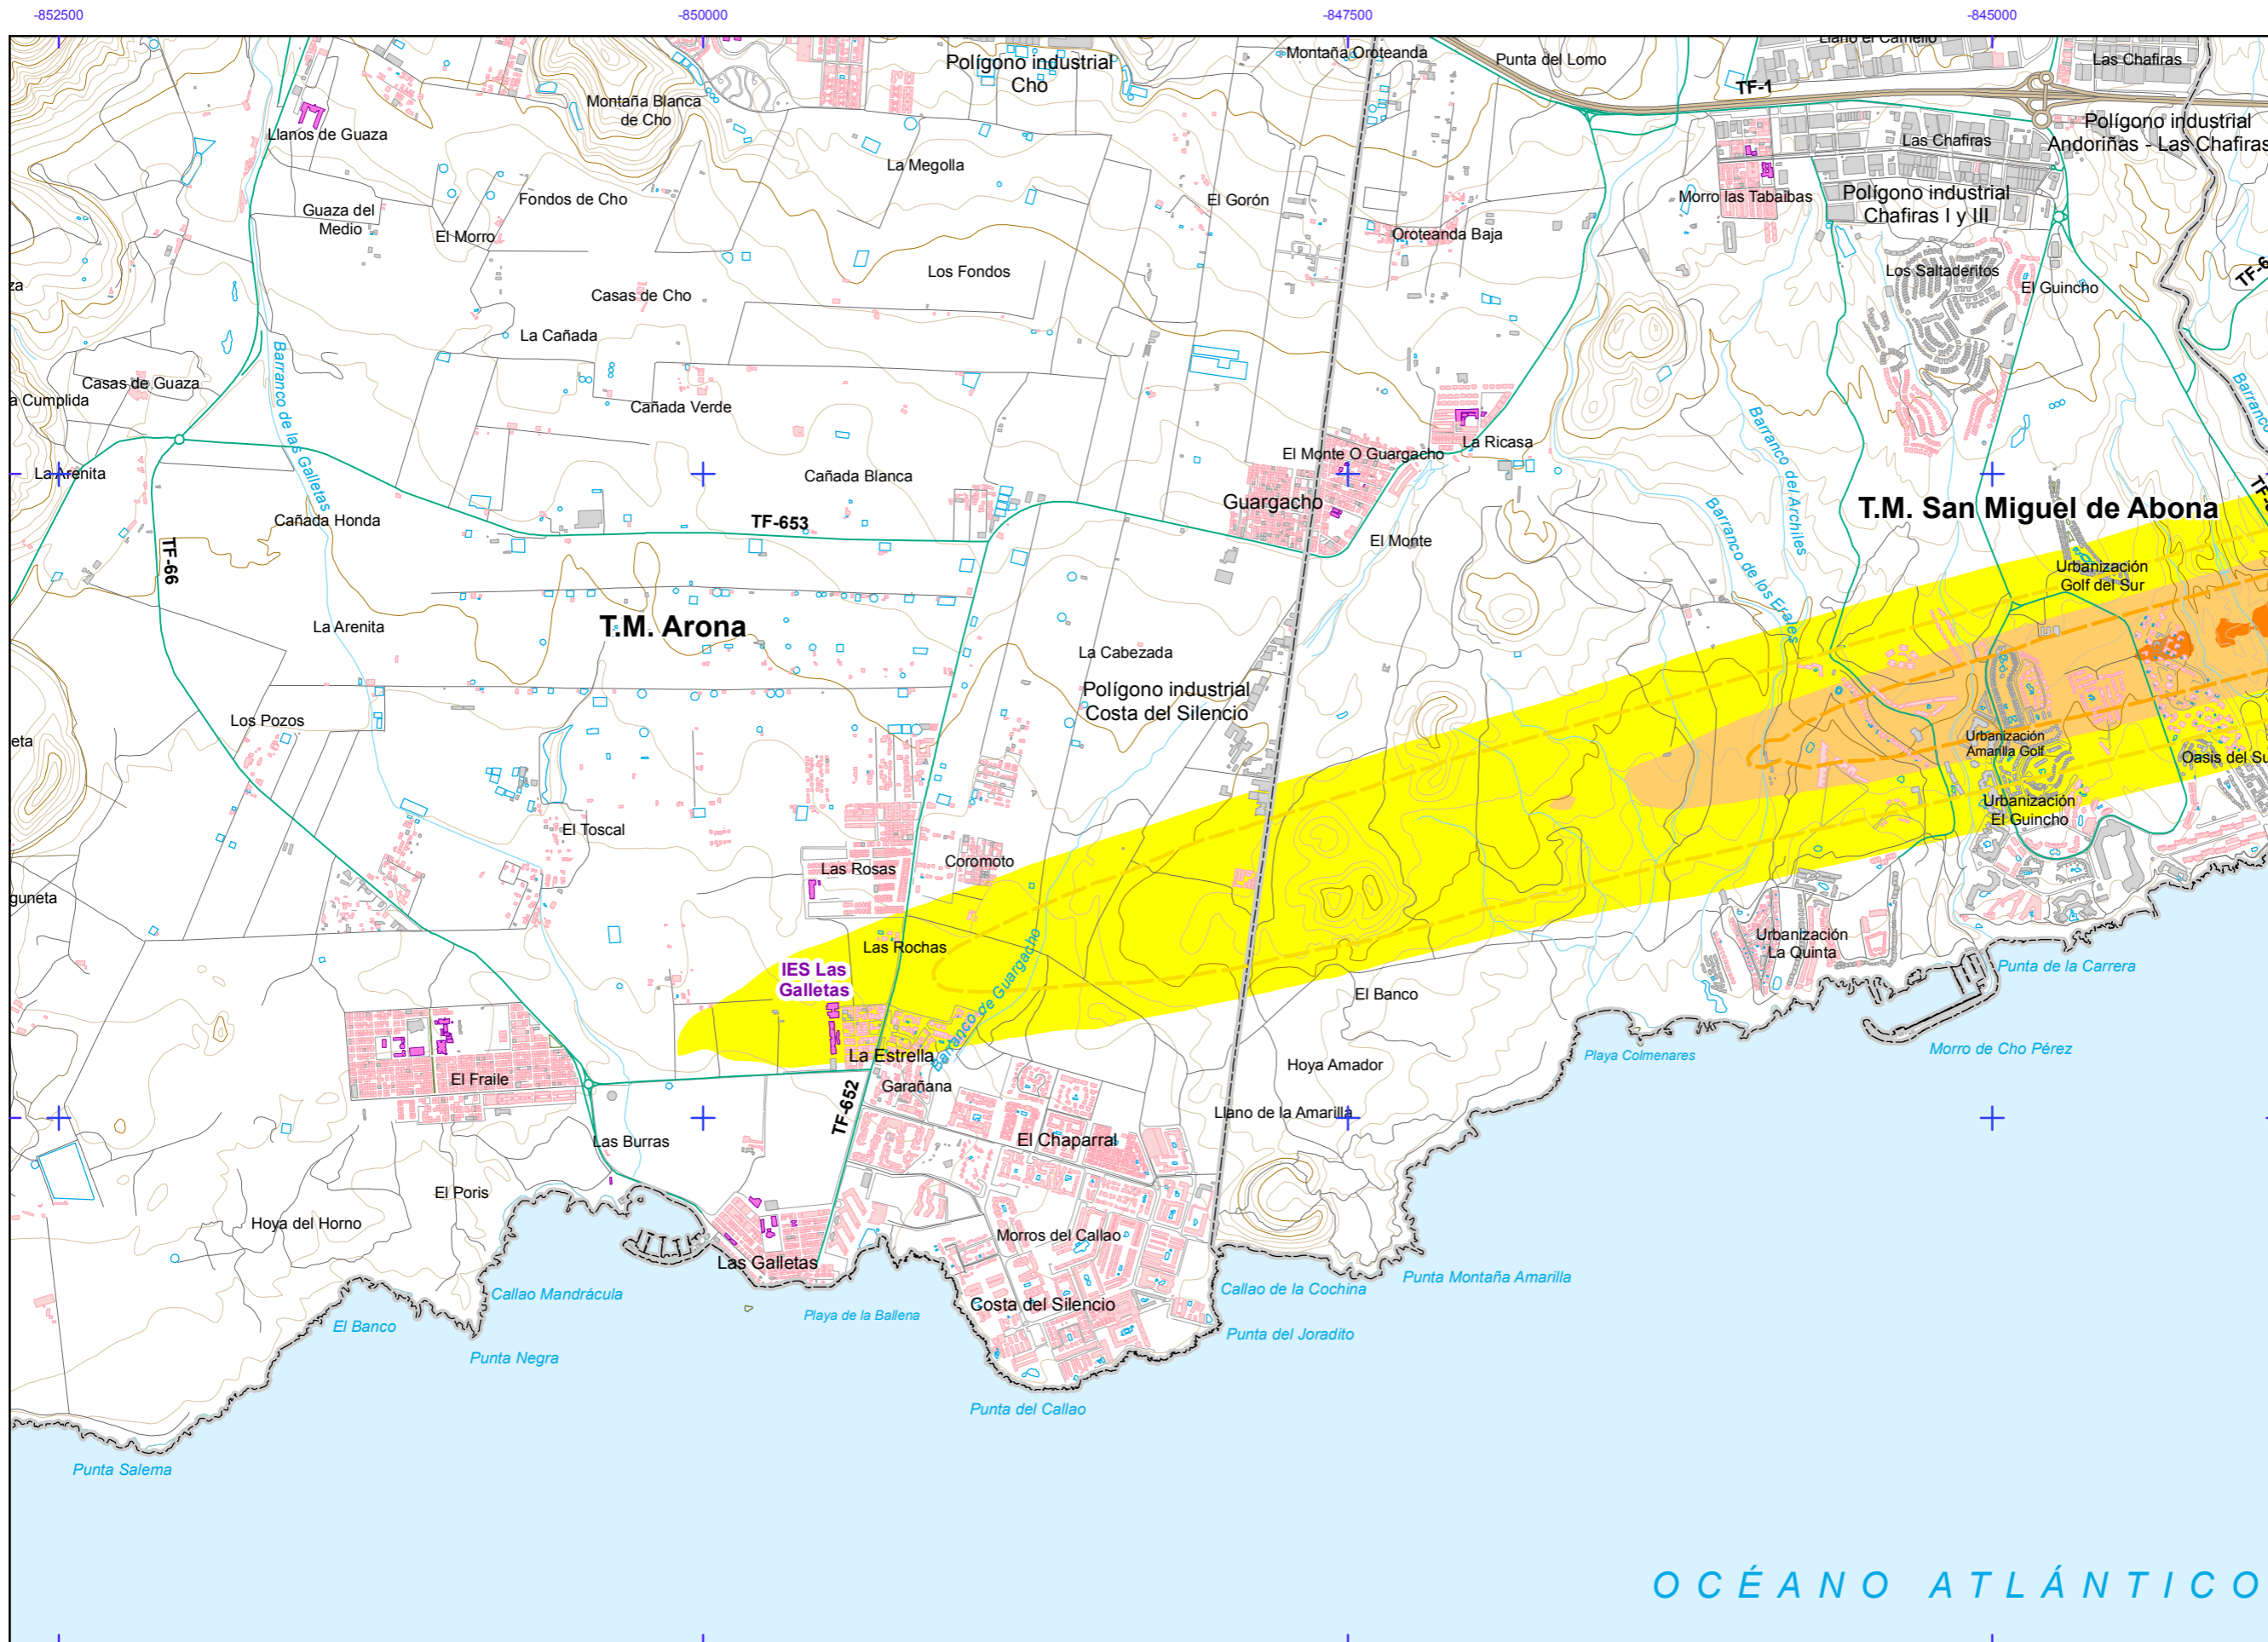 -852500
-850000
-847500
-845000
Llano el Camello
Montaña Oroteanda
Punta del Lomo
Las Chafiras
Polígono industrial
Cho
TF-1
Montaña Blanca
de Cho
Llanos de Guaza
Polígono industrial
Andoriñas - Las Chafiras
Las Chafiras
La Megolla
Morro las Tabaibas
Polígono industrial
Chafiras I y III
Fondos de Cho
El Gorón
Guaza del
Medio
El Morro
Oroteanda Baja
Los Fondos
Los Saltaderitos
El Guincho
TF-6
za
Casas de Cho
La Cañada
Barranco de las Galletas
Casas de Guaza
a Cumplida
Cañada Verde
Barranco
Barranco del Archiles
La Ricasa
El Monte O Guargacho
La Arenita
Cañada Blanca
Guargacho
T.M. San Miguel de Abona
Cañada Honda
TF-653
El Monte
Barranco de los Erales
TF-66
Urbanización
Golf del Sur
La Arenita
T.M. Arona
La Cabezada
Polígono industrial
Costa del Silencio
Los Pozos
eta
Urbanización
Amarilla Golf
Oasis del Su
Urbanización
El Guincho
El Toscal
Las Rosas
Coromoto
guneta
Las Rochas
Urbanización
La Quinta
Punta de la Carrera
IES Las
Galletas
Barranco de Guargacho
El Banco
La Estrella
Morro de Cho Pérez
Playa Colmenares
Hoya Amador
El Fraile
Garañana
TF-652
Llano de la Amarilla
Las Burras
El Chaparral
El Poris
Hoya del Horno
Morros del Callao
Las Galletas
Punta Montaña Amarilla
Callao de la Cochina
Callao Mandrácula
Costa del Silencio
Playa de la Ballena
El Banco
Punta del Joradito
Punta Negra
Punta del Callao
Punta Salema
OCÉANO ATLÁNTICO